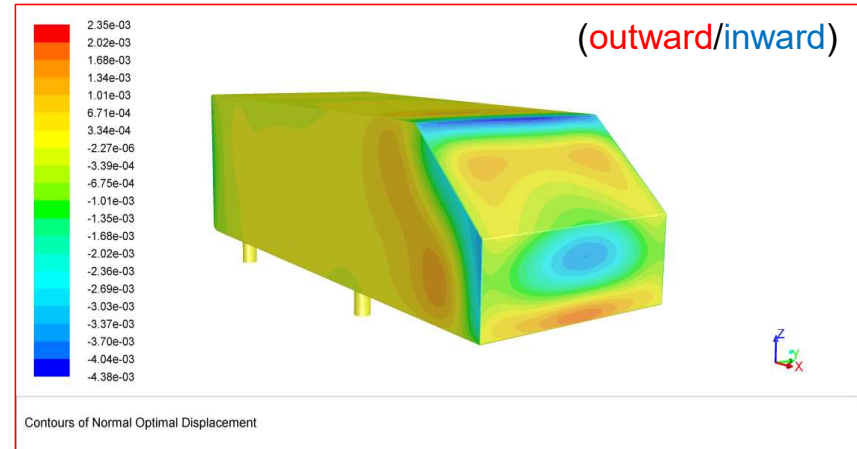 (outward/inward)
2.35e-03
2.02e-03
1.68e-03
1.34e-03
1.01e-03
6.71e-04
3.34e-04
-2.27e-06
-3.39e-04
-6.75e-04
-1.01e-03
-1.35e-03
-1.68e-03
-2.02e-03
-2.36e-03
-2.69e-03
-3.03e-03
-3.37e-03
-3.70e-03
-4.04e-03
-4.38e-03
Z
Y
X
Contours of Normal Optimal Displacement